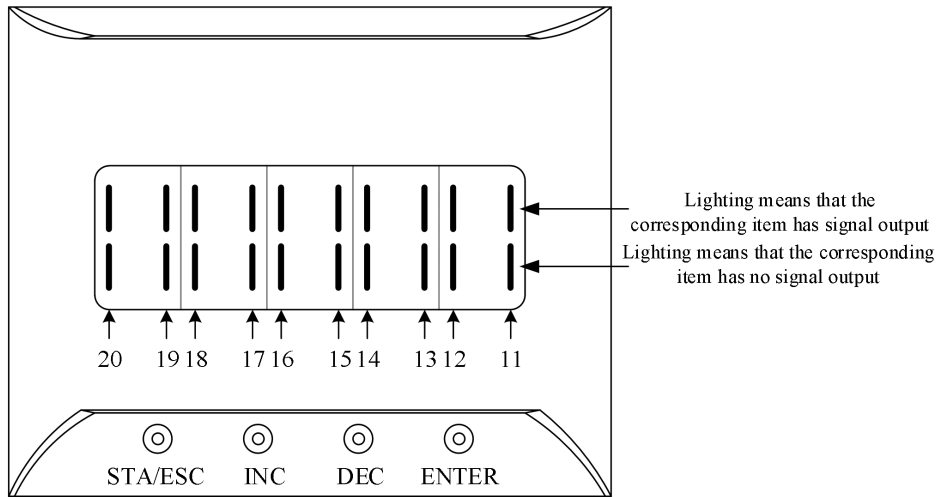 Lighting means that the
corresponding item has signal output
Lighting means that the corresponding
item has no signal output
20 19 18 17 16 15 14 13 12 11
STA/ESC INC DEC ENTER